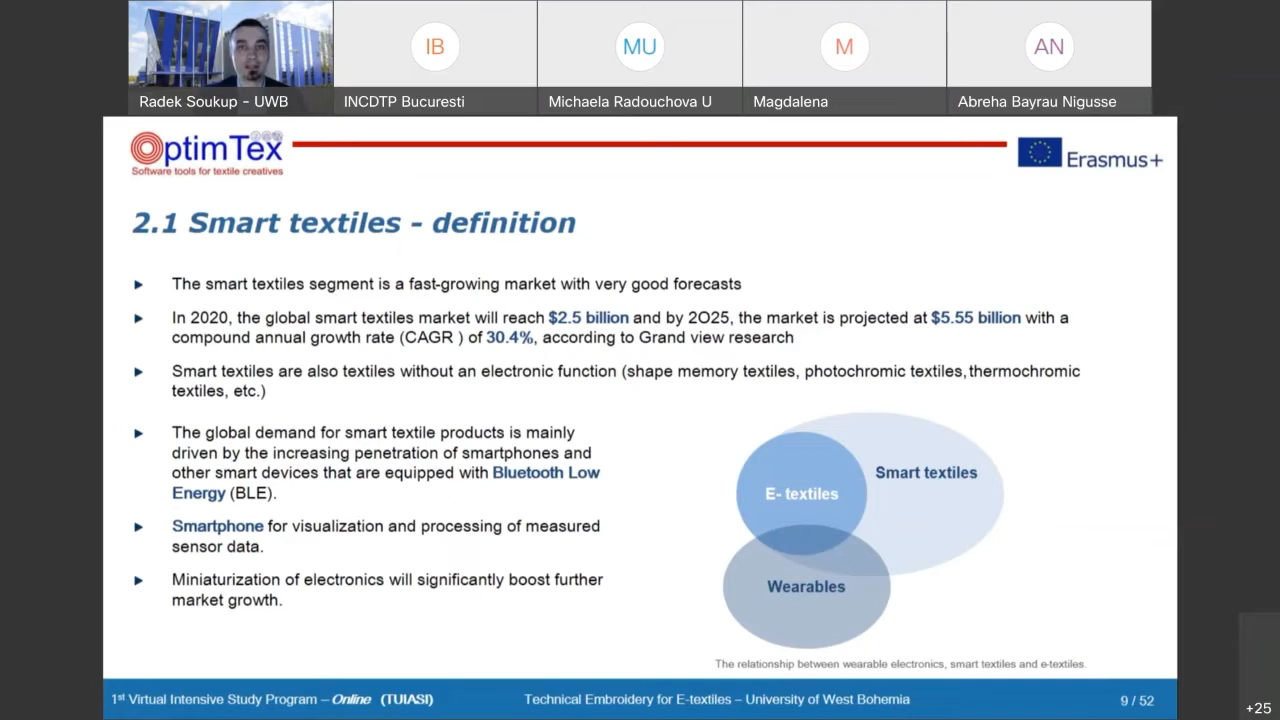 IB
MU
M
AN
Radek Soukup - UWB
INCDTP Bucuresti
Michaela Radouchova U
Magdalena
Abreha Bayrau Nigusse
OptimTex
Software tools for textile creatives
Erasmus+
2.1 Smart textiles - definition
The smart textiles segment is a fast-growing market with very good forecasts
In 2020, the global smart textiles market will reach $2.5 billion and by 2O25, the market is projected at $5.55 billion with a
compound annual growth rate (CAGR ) of 30.4%, according to Grand view research
Smart textiles are also textiles without an electronic function (shape memory textiles, photochromic textiles, thermochromic
textiles, etc.)
The global demand for smart textile products is mainly
driven by the increasing penetration of smartphones and
other smart devices that are equipped with Bluetooth Low
Energy (BLE).
Smartphone for visualization and processing of measured
sensor data.
Miniaturization of electronics will significantly boost further
market growth.
Smart textiles
E- textiles
Wearables
The relationship between wearable electronics, smart textiles and e-textiles.
1st Virtual Intensive Study Program – Online (TUIASI)
Technical Embroidery for E-textiles – University of West Bohemia
9 / 52
+25